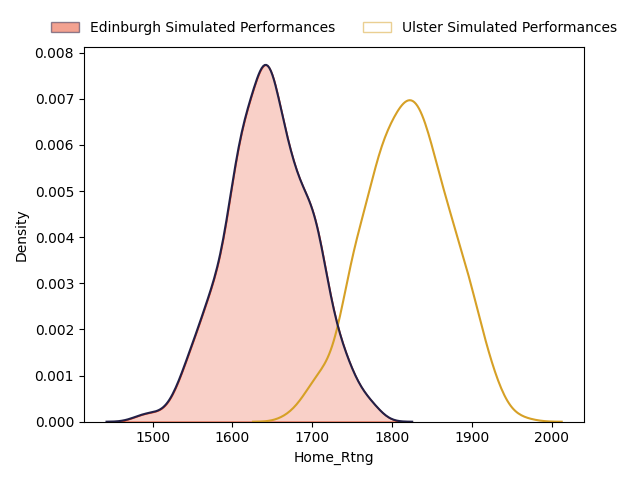 Edinburgh Simulated Performances Ulster Simulated Performances
0.008
0.007
0.006
0.005
0.004
0.003
0.002
0.001
0.000
Density
1500 1600 1700 1800 1900 2000
Home_Rtng